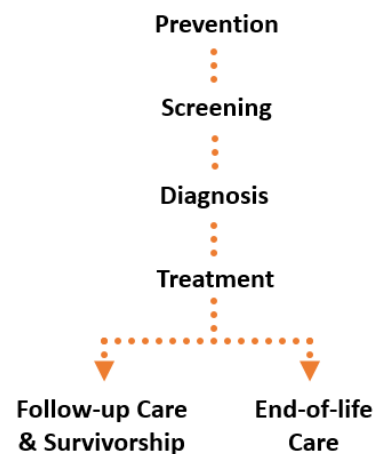 Prevention
Screening
Diagnosis
Treatment
Follow-up Care
& Survivorship
End-of-life
Care